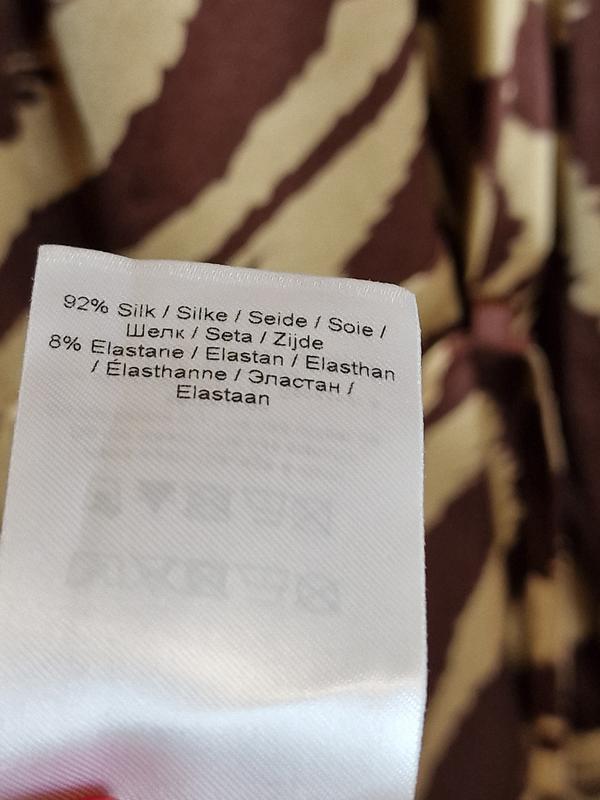 92% Silk / Silke / Seide / Soie /
Шелк / Seta / Zijde
8% Elastane / Elastan / Elasthan
/ Élasthanne / Эластан /
Elastaan